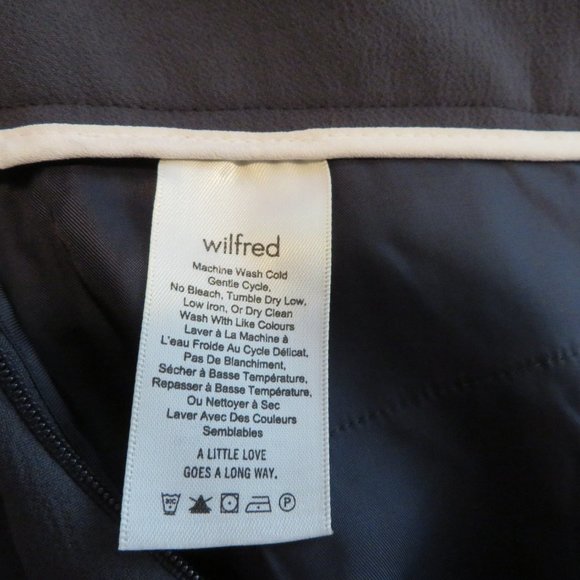 wilfred
Machine Wash Cold
Gentle Cycle,
No Bleach, Tumble Dry Low,
Low Iron, Or Dry Clean
Wash With Like Colours
Laver à La Machine à
L'eau Froide Au Cycle Délicat,
Pas De Blanchiment,
Sécher à Basse Température,
Repasser à Basse Température,
Ou Nettoyer à Sec
Laver Avec Des Couleurs
Semblables
A LITTLE LOVE
GOES A LONG WAY.
P